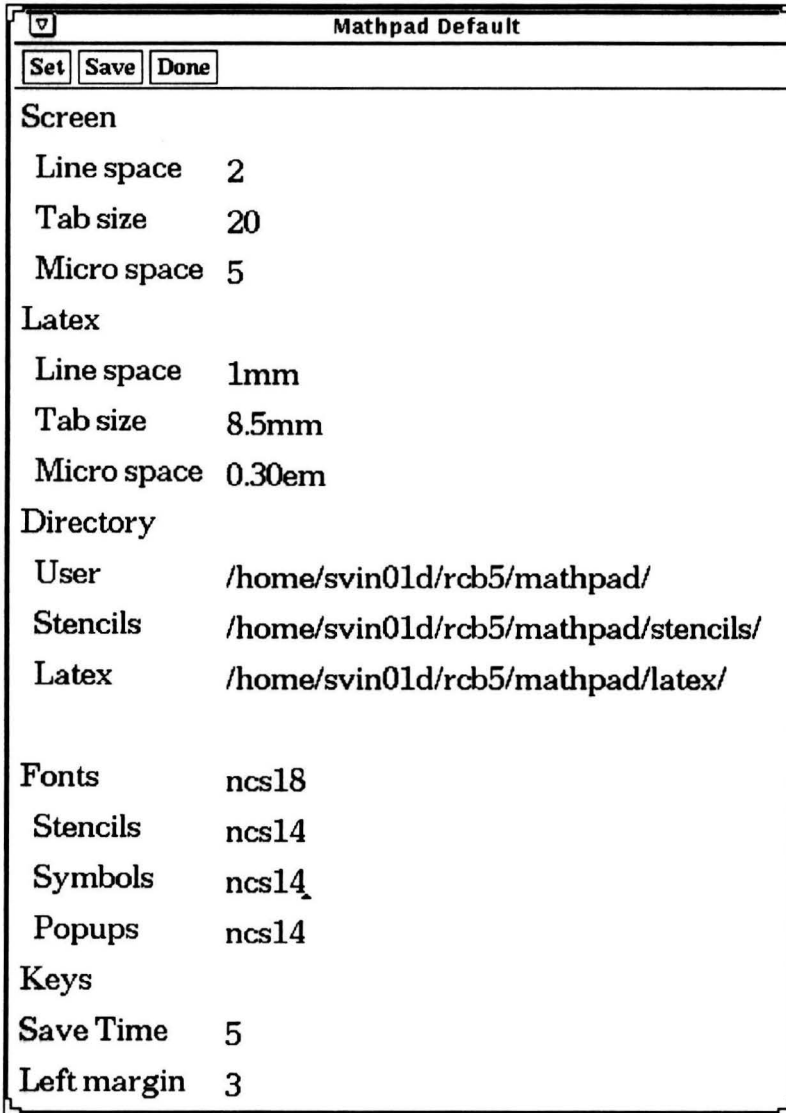 Mathpad Default
Set Save Done
Screen
Line space 2
Tab size 20
Micro space 5
Latex
Line space 1mm
Tab size 8.5mm
Micro space 0.30em
Directory
User /home/svin01d/rcb5/mathpad/
Stencils /home/svin01d/rcb5/mathpad/stencils/
Latex /home/svin01d/rcb5/mathpad/latex/
Fonts ncs18
Stencils ncs14
Symbols ncs14
Popups ncs14
Keys
Save Time 5
Left margin 3